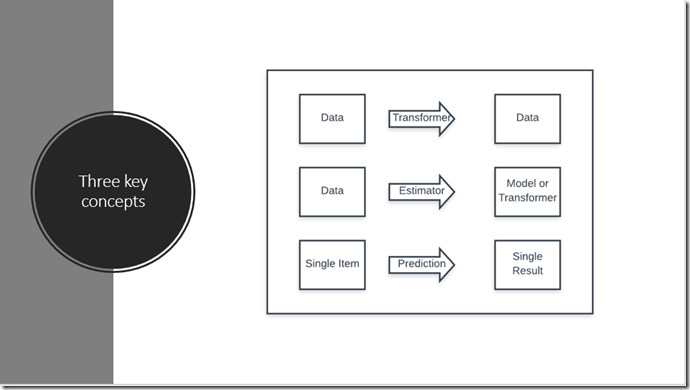 Three key
concepts
Data
Transformer
Data
Data
Estimator
Model or
Transformer
Single Item
Prediction
Single
Result